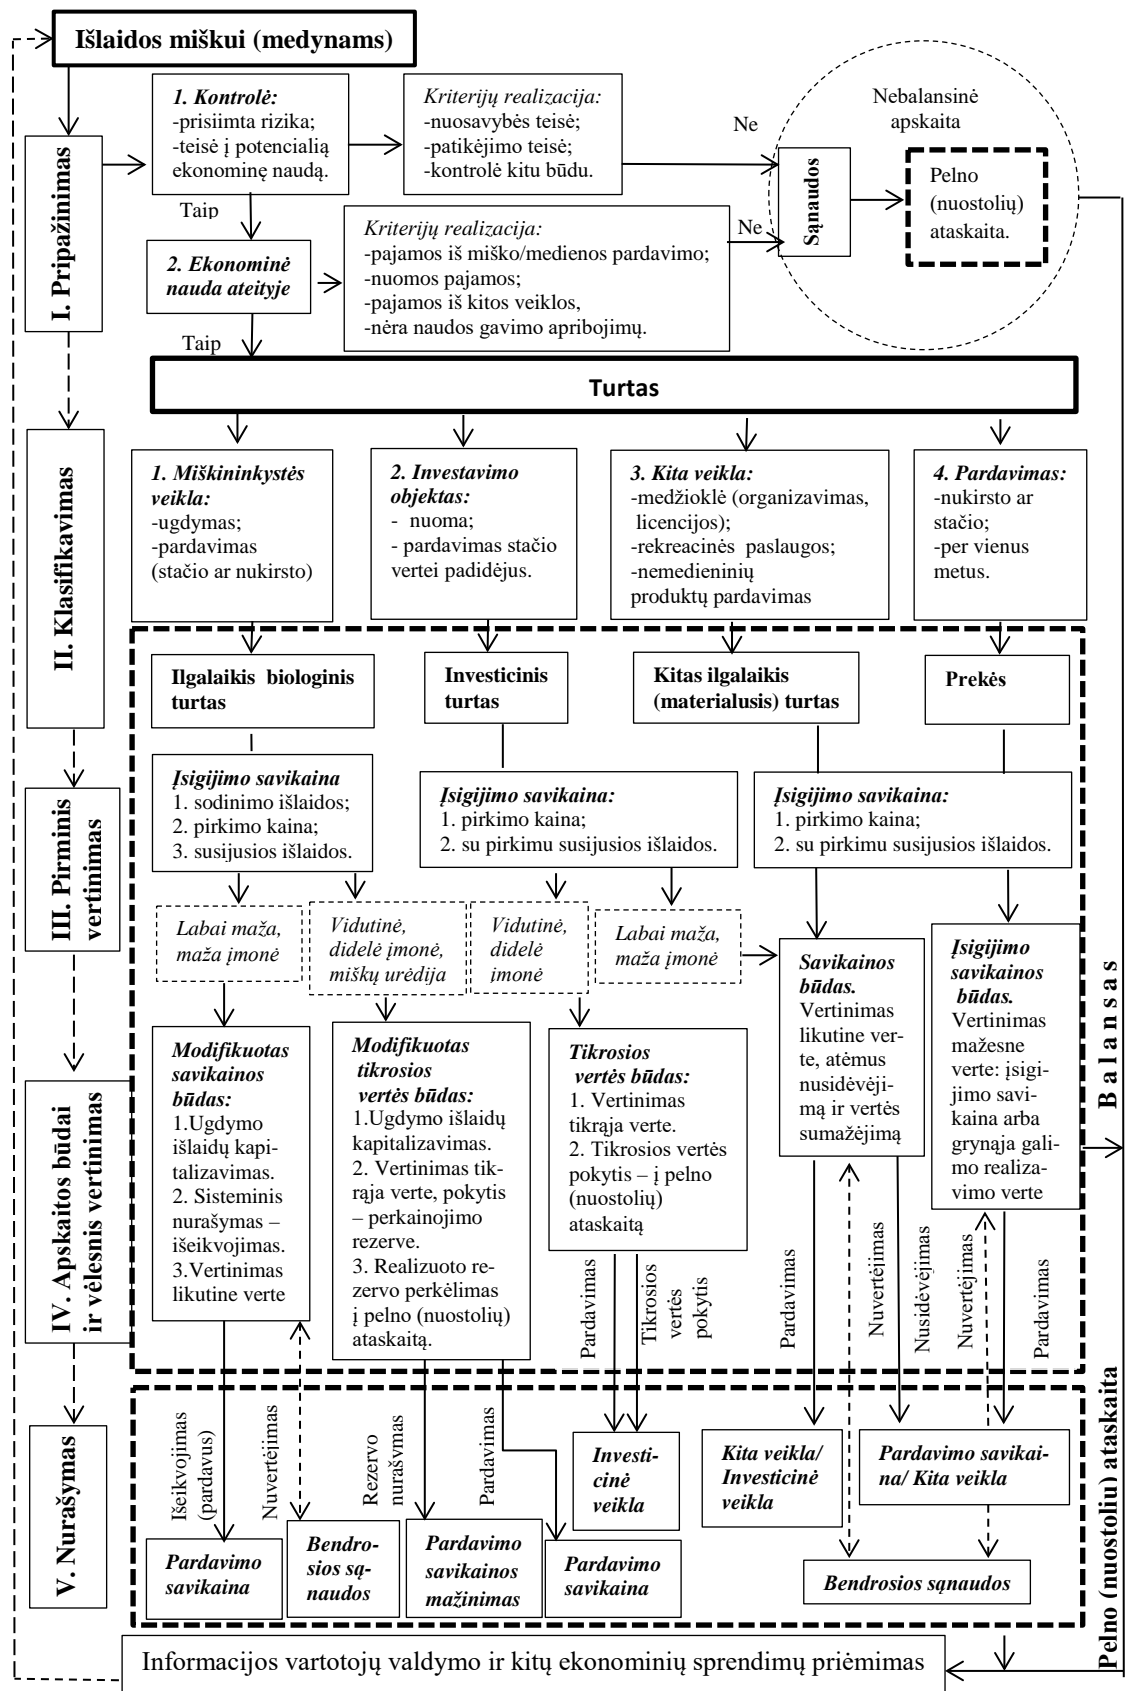 Išlaidos miškui (medynams)
I. Pripažinimas
1. Kontrolė:
-prisiimta rizika;
-teisė į potencialią
ekonominę naudą.
Kriterijų realizacija:
-nuosavybės teisė;
-patikėjimo teisė;
-kontrolė kitu būdu.
Ne
Nebalansinė
apskaita
Sąnaudos
Pelno
(nuostolių)
ataskaita.
Taip
2. Ekonominė
nauda ateityje
Kriterijų realizacija:
-pajamos iš miško/medienos pardavimo;
-nuomos pajamos;
-pajamos iš kitos veiklos,
-nėra naudos gavimo apribojimų.
Ne
Taip
Turtas
II. Klasifikavimas
1. Miškininkystės
veikla:
-ugdymas;
-pardavimas
(stačio ar nukirsto)
2. Investavimo
objektas:
- nuoma;
- pardavimas stačio
vertei padidėjus.
3. Kita veikla:
-medžioklė (organizavimas,
licencijos);
-rekreacinės paslaugos;
-nemedieninių
produktų pardavimas
4. Pardavimas:
-nukirsto ar
stačio;
-per vienus
metus.
Ilgalaikis biologinis
turtas
Investicinis
turtas
Kitas ilgalaikis
(materialusis) turtas
Prekės
III. Pirminis
vertinimas
Įsigijimo savikaina
1. sodinimo išlaidos;
2. pirkimo kaina;
3. susijusios išlaidos.
Įsigijimo savikaina:
1. pirkimo kaina;
2. su pirkimu susijusios išlaidos.
Įsigijimo savikaina:
1. pirkimo kaina;
2. su pirkimu susijusios išlaidos.
Labai maža,
maža įmonė
Vidutinė,
didelė įmonė,
miškų urėdija
Vidutinė,
didelė
įmonė
Labai maža,
maža įmonė
IV. Apskaitos būdai
ir vėlesnis vertinimas
Modifikuotas
savikainos
būdas:
1.Ugdymo
išlaidų kapi-
talizavimas.
2. Sisteminis
nurašymas –
išeikvojimas.
3.Vertinimas
likutine verte
Modifikuotas
tikrosios
vertės būdas:
1.Ugdymo išlaidų
kapitalizavimas.
2. Vertinimas tik-
rąja verte, pokytis
– perkainojimo
rezerve.
3. Realizuoto re-
zervo perkėlimas
į pelno (nuostolių)
ataskaitą.
Tikrosios
vertės būdas:
1. Vertinimas
tikrąja verte.
2. Tikrosios vertės
pokytis – į pelno
(nuostolių)
ataskaitą
Savikainos
būdas.
Vertinimas
likutine ver-
te, atėmus
nusidėvėji-
mą ir vertės
sumažėjimą
Įsigijimo
savikainos
būdas.
Vertinimas
mažesne
verte: įsigi-
jimo savi-
kaina arba
grynąja gali-
mo realiza-
vimo verte
Balansas
Pardavimas
Tikrosios
vertės
pokytis
Pardavimas
Nuvertėjimas
Nusidėvėjimas
Nuvertėjimas
Pardavimas
V. Nurašymas
Išeikvojimas
(pardavus)
Nuvertėjimas
Rezervo
nurašymas
Pardavimas
Investi-
cinė
veikla
Kita veikla/
Investicinė
veikla
Pardavimo savikai-
na/ Kita veikla
Pardavimo
savikaina
Bendro-
sios są-
naudos
Pardavimo
savikainos
mažinimas
Pardavimo
savikaina
Bendrosios sąnaudos
Pelno (nuostoliu) ataskaita
Informacijos vartotojų valdymo ir kitų ekonominių sprendimų priėmimas